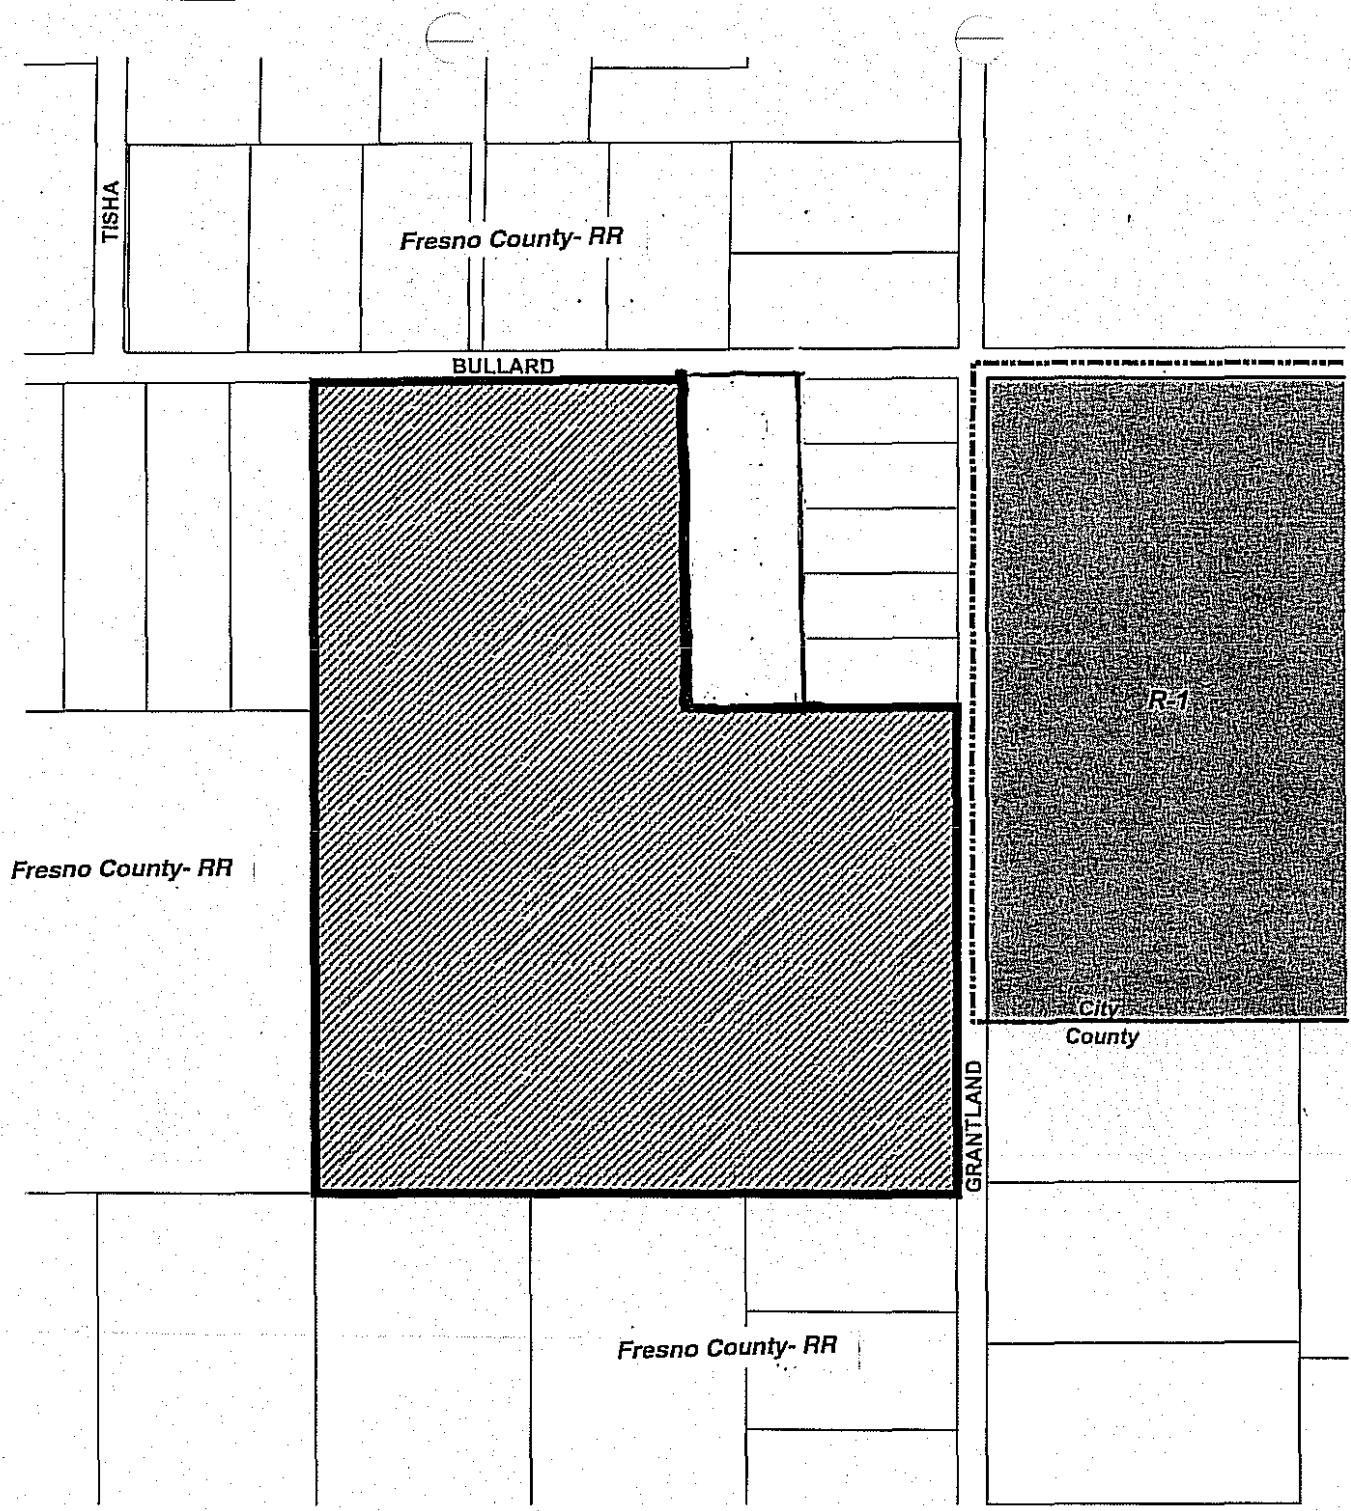 TISHA
Fresno County- RR
BULLARD
R-1
Fresno County- RR
City
County
GRANTLAND
Fresno County- RR